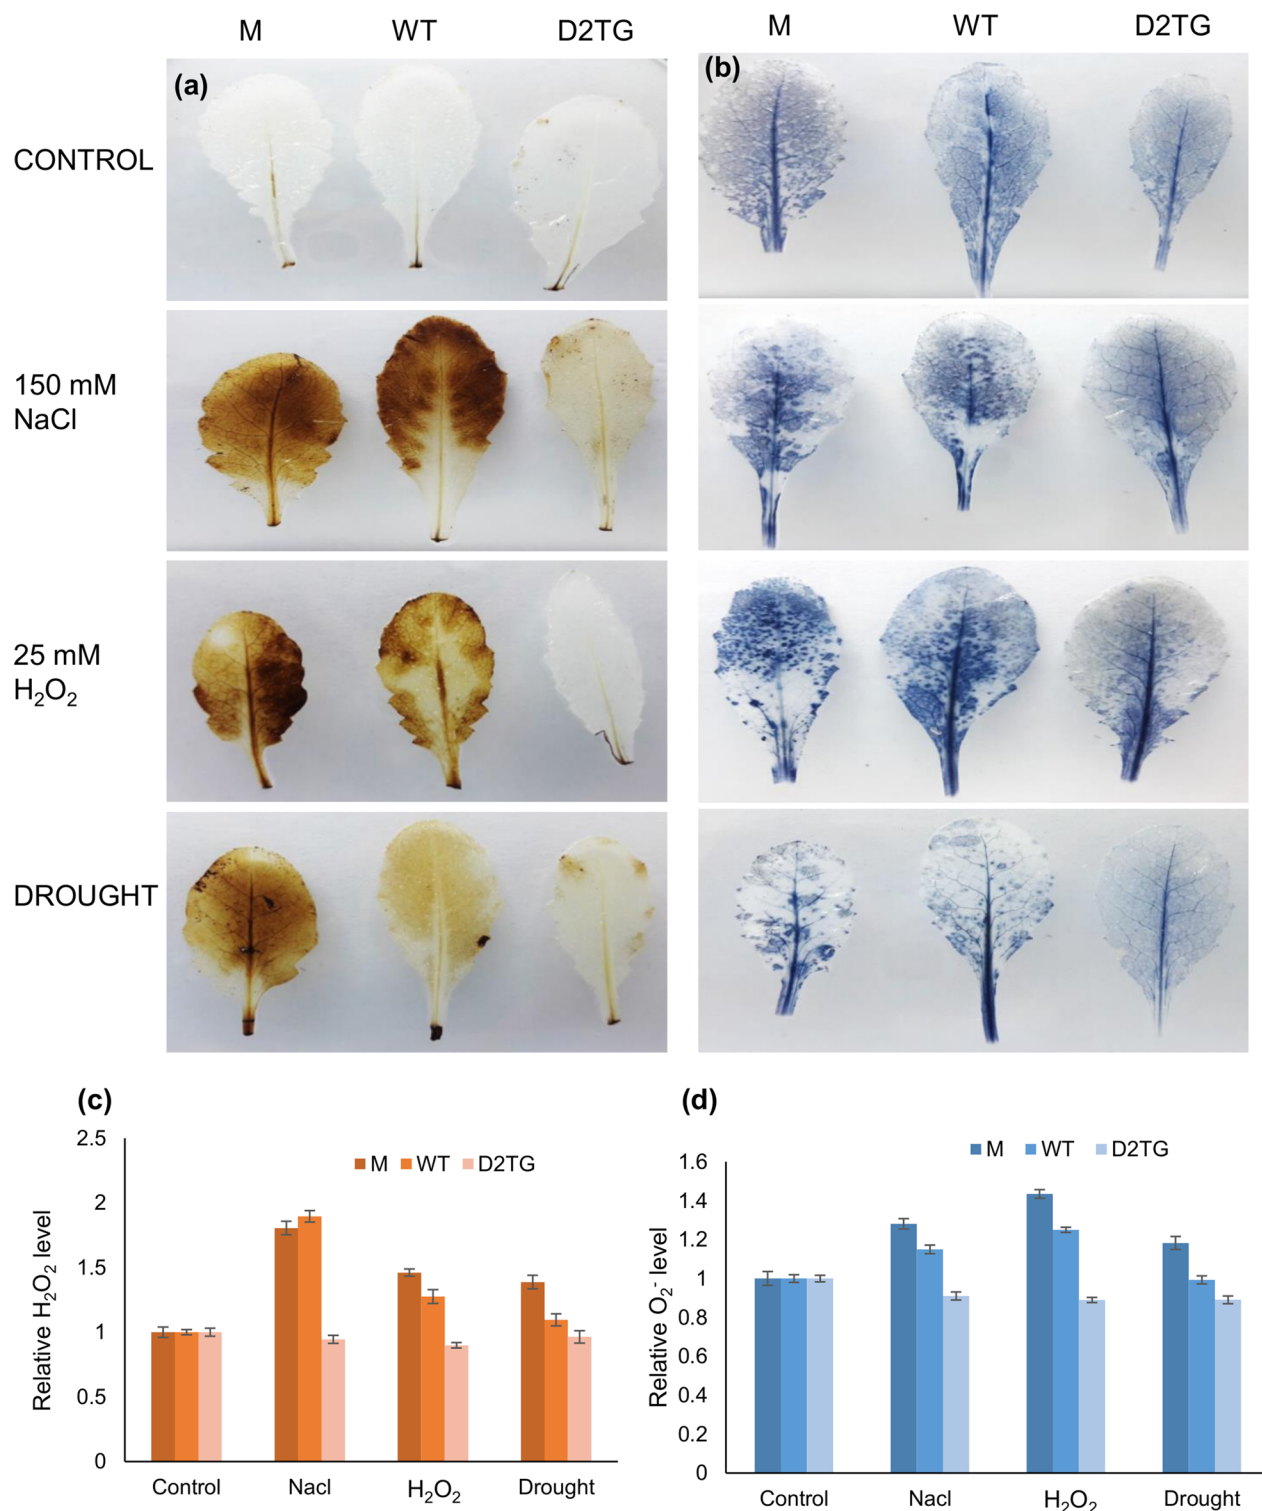 M WT D2TG
M WT D2TG
(a)
(b)
CONTROL
150 mM
NaCl
25 mM
H₂O₂
DROUGHT
(c)
Relative H₂O₂ level
2.5
2
1.5
1
0.5
0
M WT D2TG
Control Nacl H₂O₂ Drought
(d)
Relative O₂⁻ level
1.6
1.4
1.2
1
0.8
0.6
0.4
0.2
0
M WT D2TG
Control Nacl H₂O₂ Drought